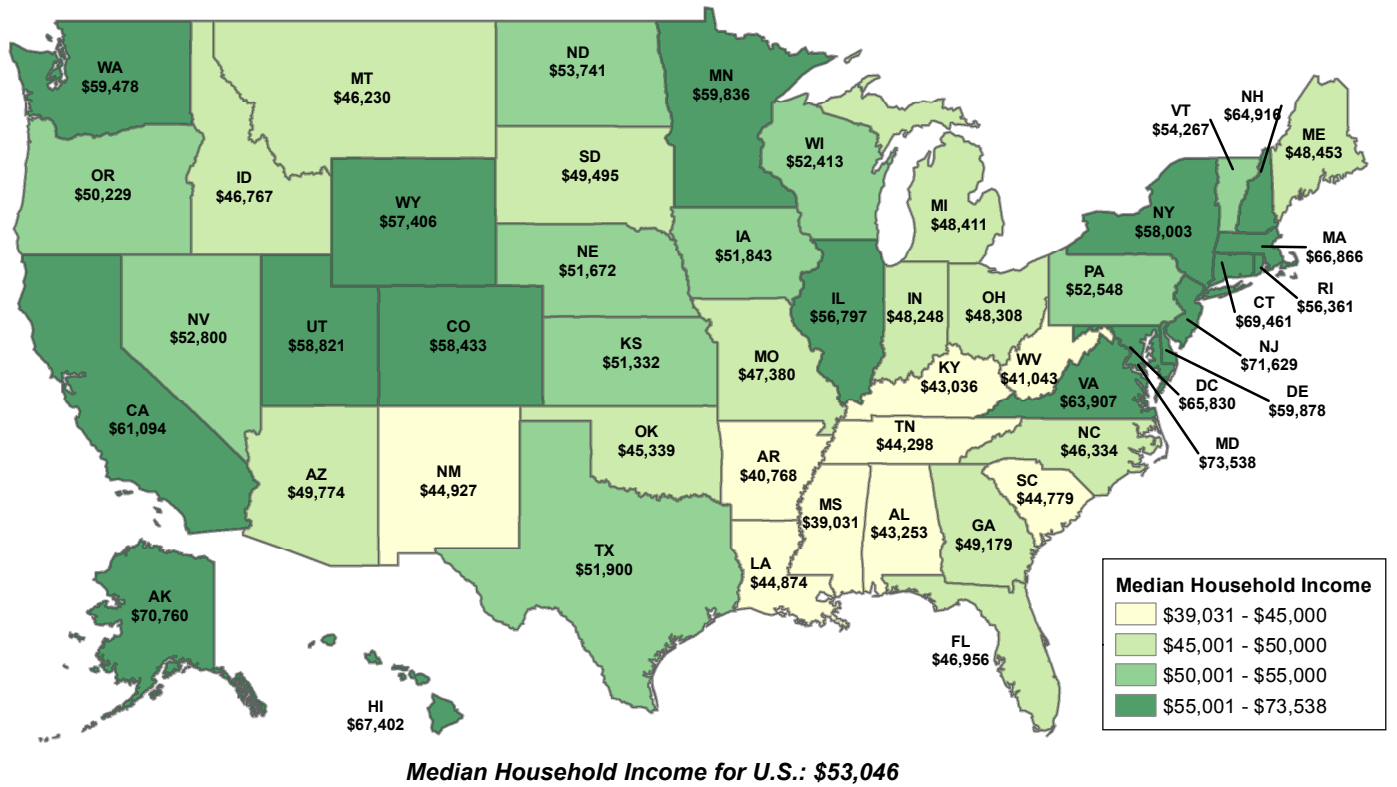 WA
$59,478
MT
$46,230
ND
$53,741
MN
$59,836
OR
$50,229
ID
$46,767
WY
$57,406
SD
$49,495
WI
$52,413
MI
$48,411
VT
$54,267
NH
$64,916
ME
$48,453
NY
$58,003
MA
$66,866
RI
$56,361
CT
$69,461
NJ
$71,629
DE
$59,878
DC
$65,830
MD
$73,538
NV
$52,800
UT
$58,821
CO
$58,433
NE
$51,672
IA
$51,843
IL
$56,797
IN
$48,248
OH
$48,308
PA
$52,548
CA
$61,094
KS
$51,332
MO
$47,380
KY
$43,036
WV
$41,043
VA
$63,907
AZ
$49,774
NM
$44,927
OK
$45,339
AR
$40,768
TN
$44,298
NC
$46,334
SC
$44,779
TX
$51,900
LA
$44,874
MS
$39,031
AL
$43,253
GA
$49,179
FL
$46,956
AK
$70,760
HI
$67,402
Median Household Income
$39,031 - $45,000
$45,001 - $50,000
$50,001 - $55,000
$55,001 - $73,538
Median Household Income for U.S.: $53,046